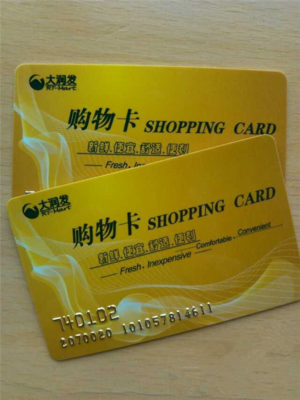 大润发
RT-Mart
购物卡 SHOPPING CARD
新鲜.便宜.舒适.便利
Fresh . Inexpensive
大润发
RT-Mart
购物卡 SHOPPING CARD
新鲜.便宜.舒适.便利
Fresh . Inexpensive Comfortable . Convenient
740102
2070020 101057814611